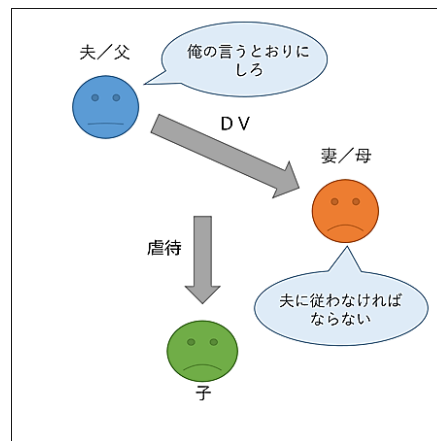 夫／父
俺の言うとおりに
しろ
ＤＶ
妻／母
虐待
夫に従わなければ
ならない
子